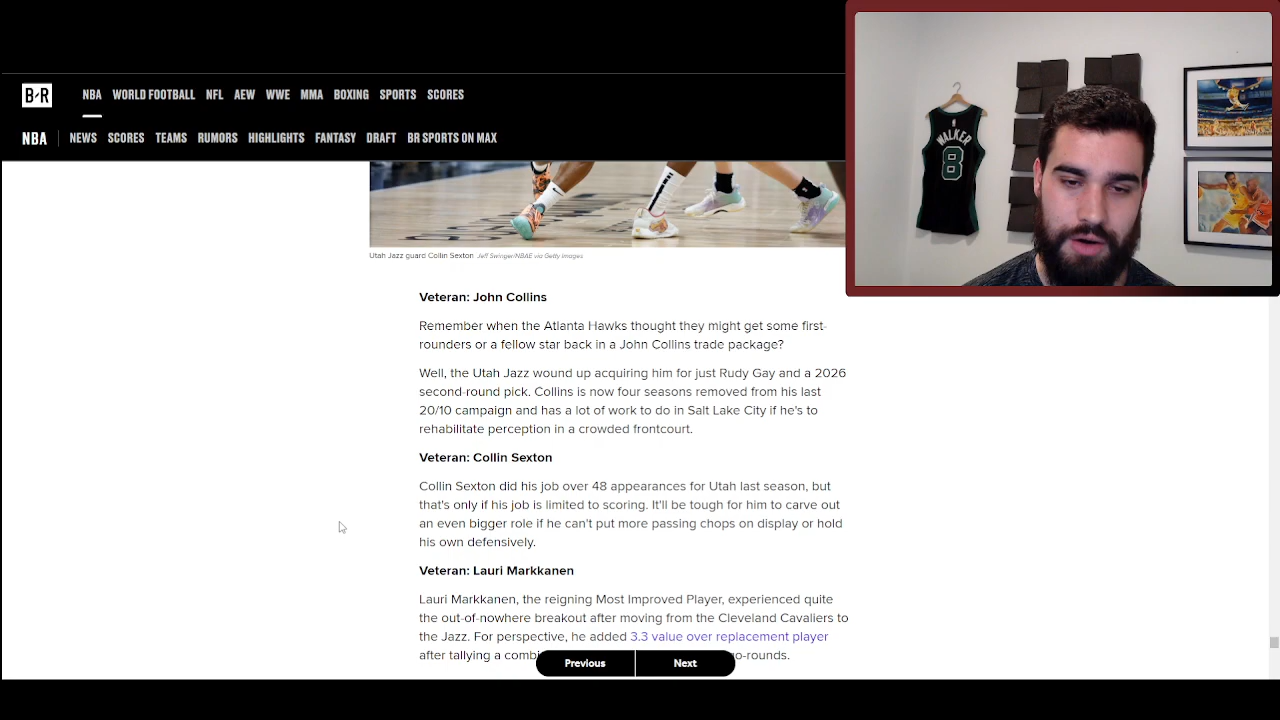 B/R
NBA WORLD FOOTBALL NFL AEW WWE MMA BOXING SPORTS SCORES
NBA NEWS SCORES TEAMS RUMORS HIGHLIGHTS FANTASY DRAFT BR SPORTS ON MAX
WALKER
8
Utah Jazz guard Collin Sexton Jeff Swinger/NBAE via Getty Images
Veteran: John Collins
Remember when the Atlanta Hawks thought they might get some first-
rounders or a fellow star back in a John Collins trade package?
Well, the Utah Jazz wound up acquiring him for just Rudy Gay and a 2026
second-round pick. Collins is now four seasons removed from his last
20/10 campaign and has a lot of work to do in Salt Lake City if he's to
rehabilitate perception in a crowded frontcourt.
Veteran: Collin Sexton
Collin Sexton did his job over 48 appearances for Utah last season, but
that's only if his job is limited to scoring. It'll be tough for him to carve out
an even bigger role if he can't put more passing chops on display or hold
his own defensively.
Veteran: Lauri Markkanen
Lauri Markkanen, the reigning Most Improved Player, experienced quite
the out-of-nowhere breakout after moving from the Cleveland Cavaliers to
the Jazz. For perspective, he added 3.3 value over replacement player
after tallying a combi o-rounds.
Previous Next